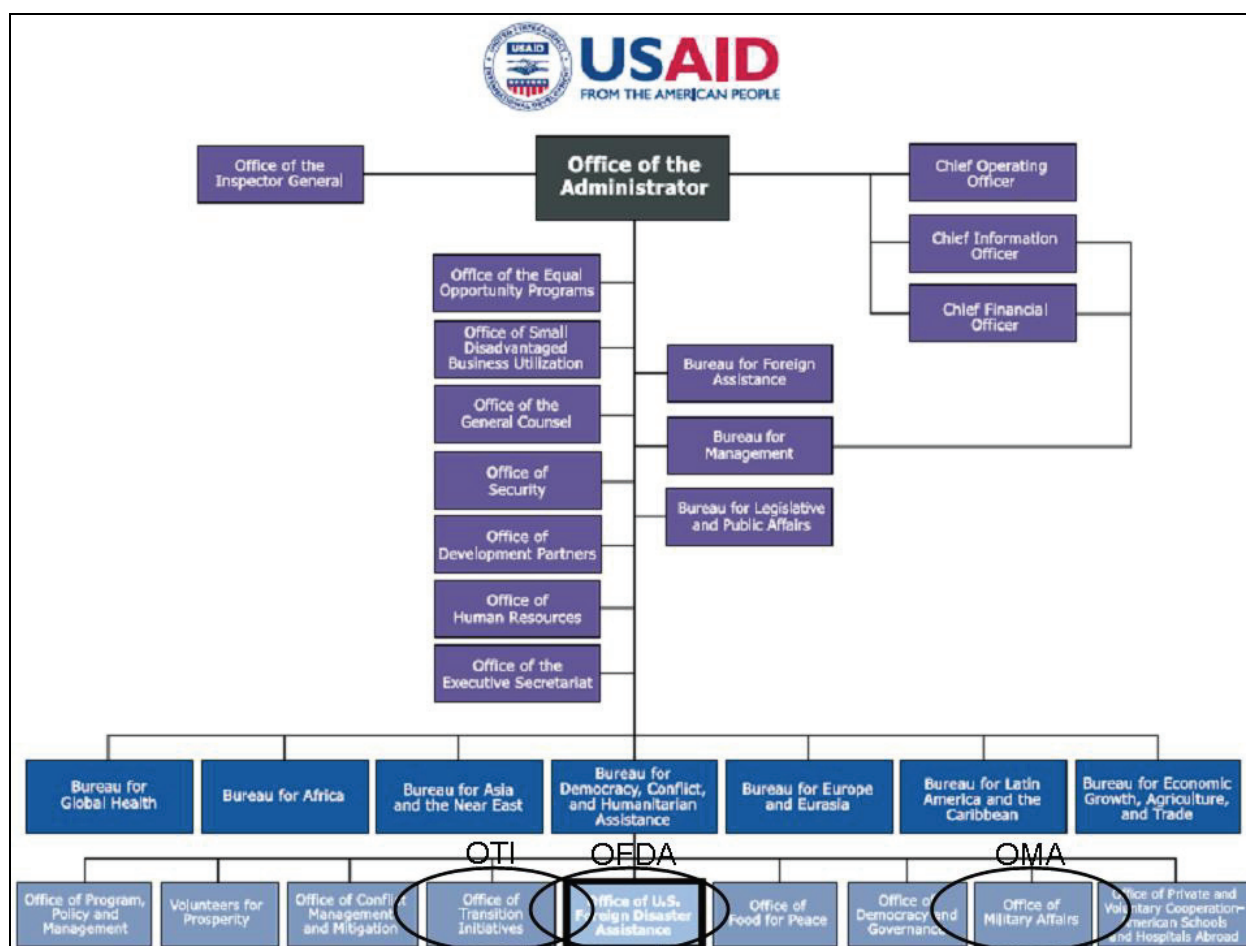 USAID
FROM THE AMERICAN PEOPLE
UNITED STATES AGENCY
USAID
INTERNATIONAL DEVELOPMENT
Office of the
Inspector General
Office of the
Administrator
Chief Operating
Officer
Chief Information
Officer
Chief Financial
Officer
Office of the Equal
Opportunity Programs
Office of Small
Disadvantaged
Business Utilization
Office of the
General Counsel
Office of
Security
Office of
Development Partners
Office of
Human Resources
Office of the
Executive Secretariat
Bureau for Foreign
Assistance
Bureau for
Management
Bureau for Legislative
and Public Affairs
Bureau for
Global Health
Bureau for Africa
Bureau for Asia
and the Near East
Bureau for
Democracy, Conflict,
and Humanitarian
Assistance
Bureau for Europe
and Eurasia
Bureau for Latin
America and the
Caribbean
Bureau for Economic
Growth, Agriculture,
and Trade
OTI
OFDA
OMA
Office of Program,
Policy and
Management
Volunteers for
Prosperity
Office of Conflict
Management
and Mitigation
Office of
Transition
Initiatives
Office of U.S.
Foreign Disaster
Assistance
Office of
Food for Peace
Office of
Democracy and
Governance
Office of
Military Affairs
Office of Private and
Voluntary Cooperation–
American Schools
and Hospitals Abroad